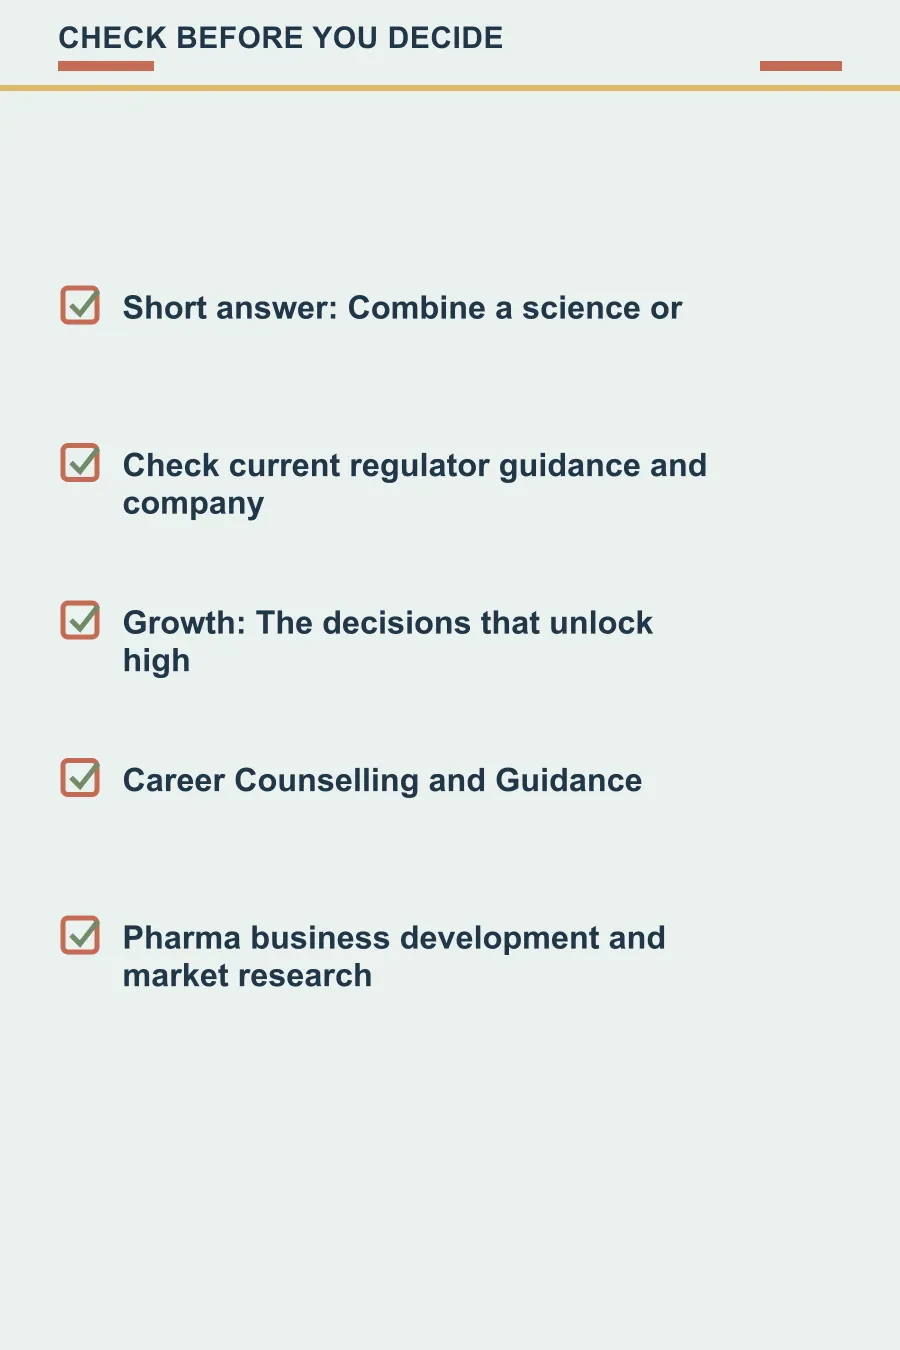 CHECK BEFORE YOU DECIDE
Short answer: Combine a science or
Check current regulator guidance and
company
Growth: The decisions that unlock
high
Career Counselling and Guidance
Pharma business development and
market research